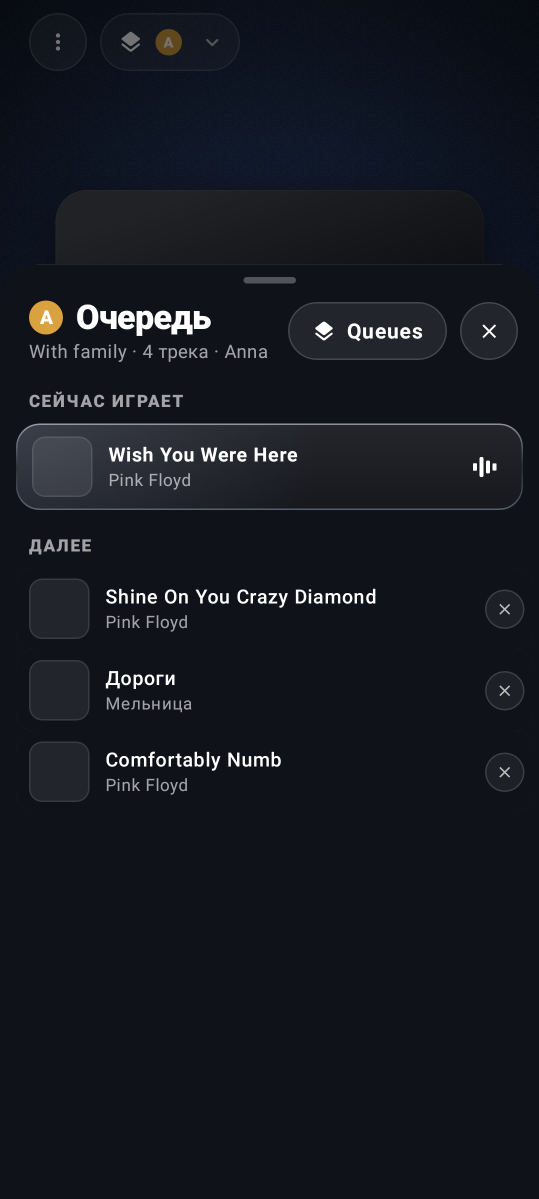 A
A Очередь
With family · 4 трека · Anna
Queues
СЕЙЧАС ИГРАЕТ
Wish You Were Here
Pink Floyd
ДАЛЕЕ
Shine On You Crazy Diamond
Pink Floyd
Дороги
Мельница
Comfortably Numb
Pink Floyd